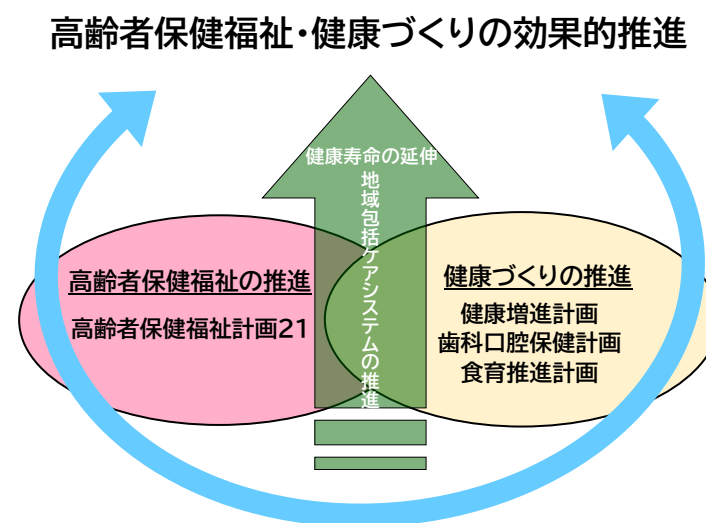 高齢者保健福祉・健康づくりの効果的推進
健康寿命の延伸
地域包括ケアシステムの推進
高齢者保健福祉の推進
高齢者保健福祉計画21
健康づくりの推進
健康増進計画
歯科口腔保健計画
食育推進計画